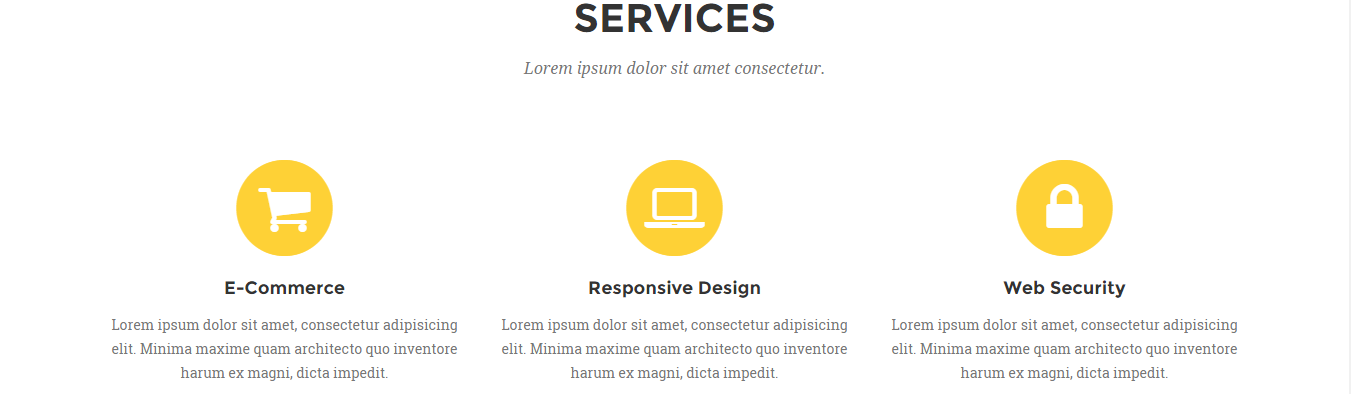 SERVICES
Lorem ipsum dolor sit amet consectetur.
E-Commerce
Lorem ipsum dolor sit amet, consectetur adipisicing
elit. Minima maxime quam architecto quo inventore
harum ex magni, dicta impedit.
Responsive Design
Lorem ipsum dolor sit amet, consectetur adipisicing
elit. Minima maxime quam architecto quo inventore
harum ex magni, dicta impedit.
Web Security
Lorem ipsum dolor sit amet, consectetur adipisicing
elit. Minima maxime quam architecto quo inventore
harum ex magni, dicta impedit.